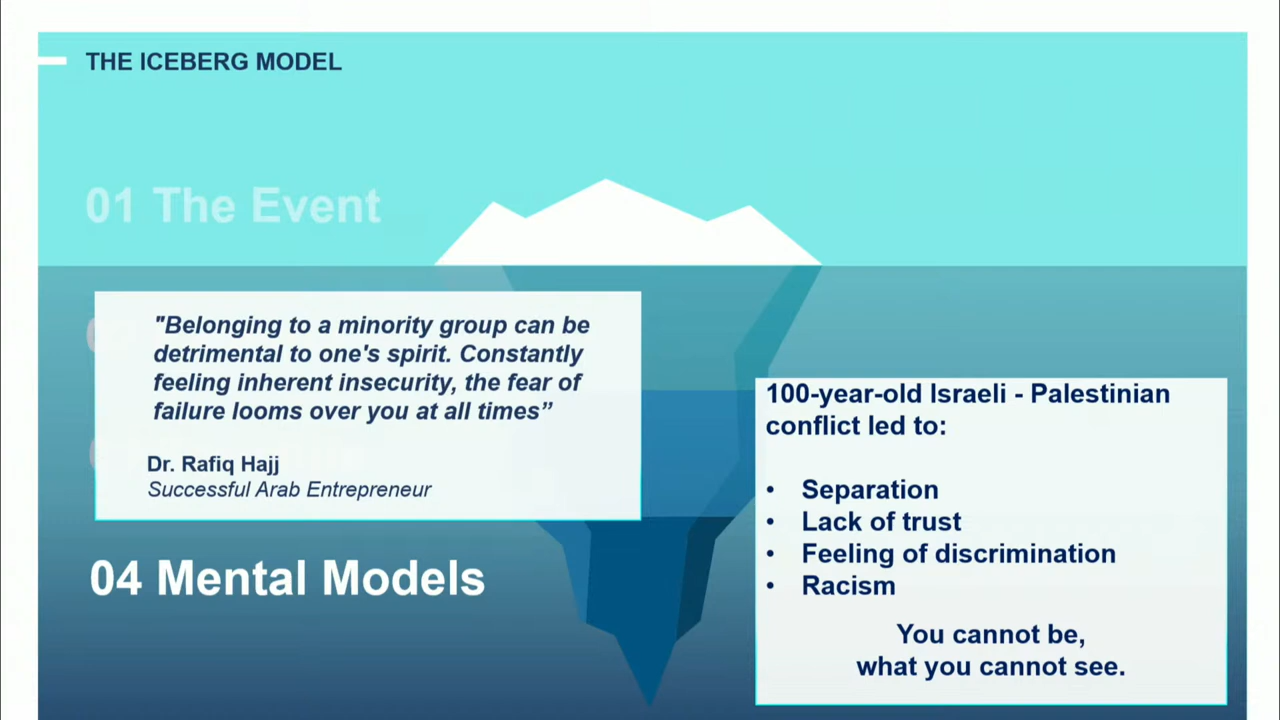 THE ICEBERG MODEL
01 The Event
"Belonging to a minority group can be
detrimental to one's spirit. Constantly
feeling inherent insecurity, the fear of
failure looms over you at all times”
Dr. Rafiq Hajj
Successful Arab Entrepreneur
04 Mental Models
100-year-old Israeli - Palestinian
conflict led to:
• Separation
• Lack of trust
• Feeling of discrimination
• Racism
You cannot be,
what you cannot see.